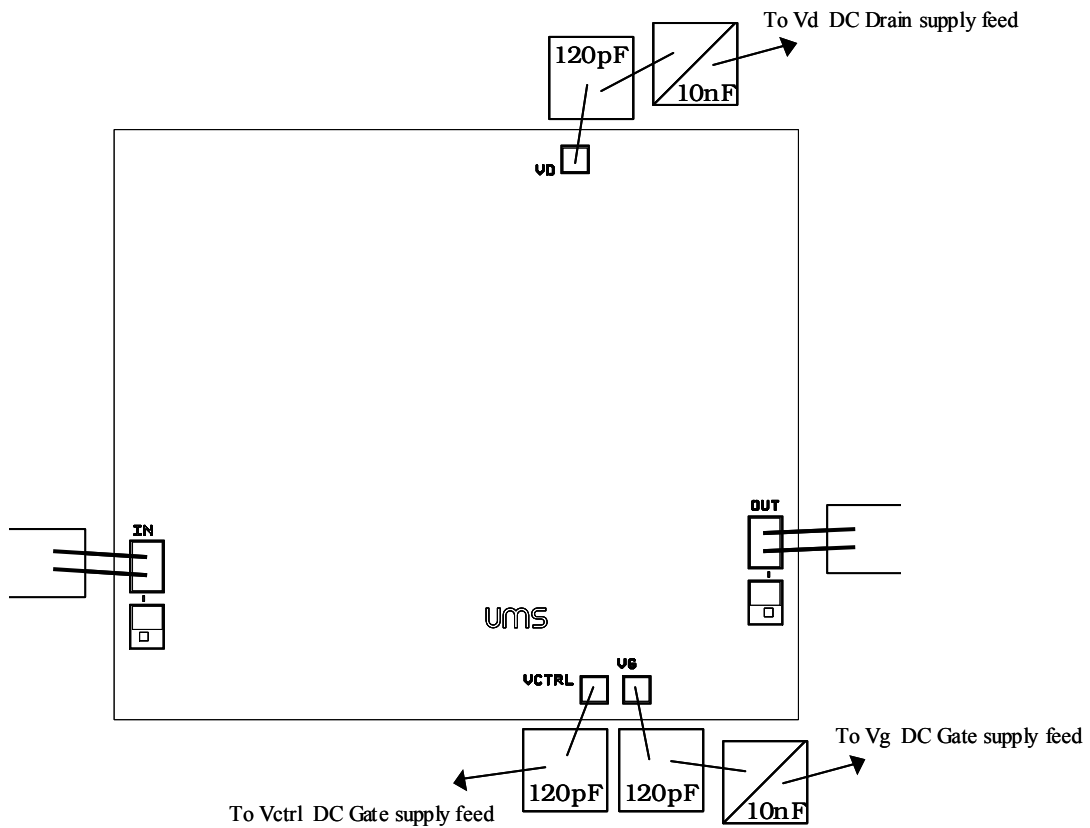 To Vd DC Drain supply feed
120pF
10nF
VD
OUT
IN
ums
VG
VCTRL
To Vg DC Gate supply feed
120pF
120pF
10nF
To Vctrl DC Gate supply feed